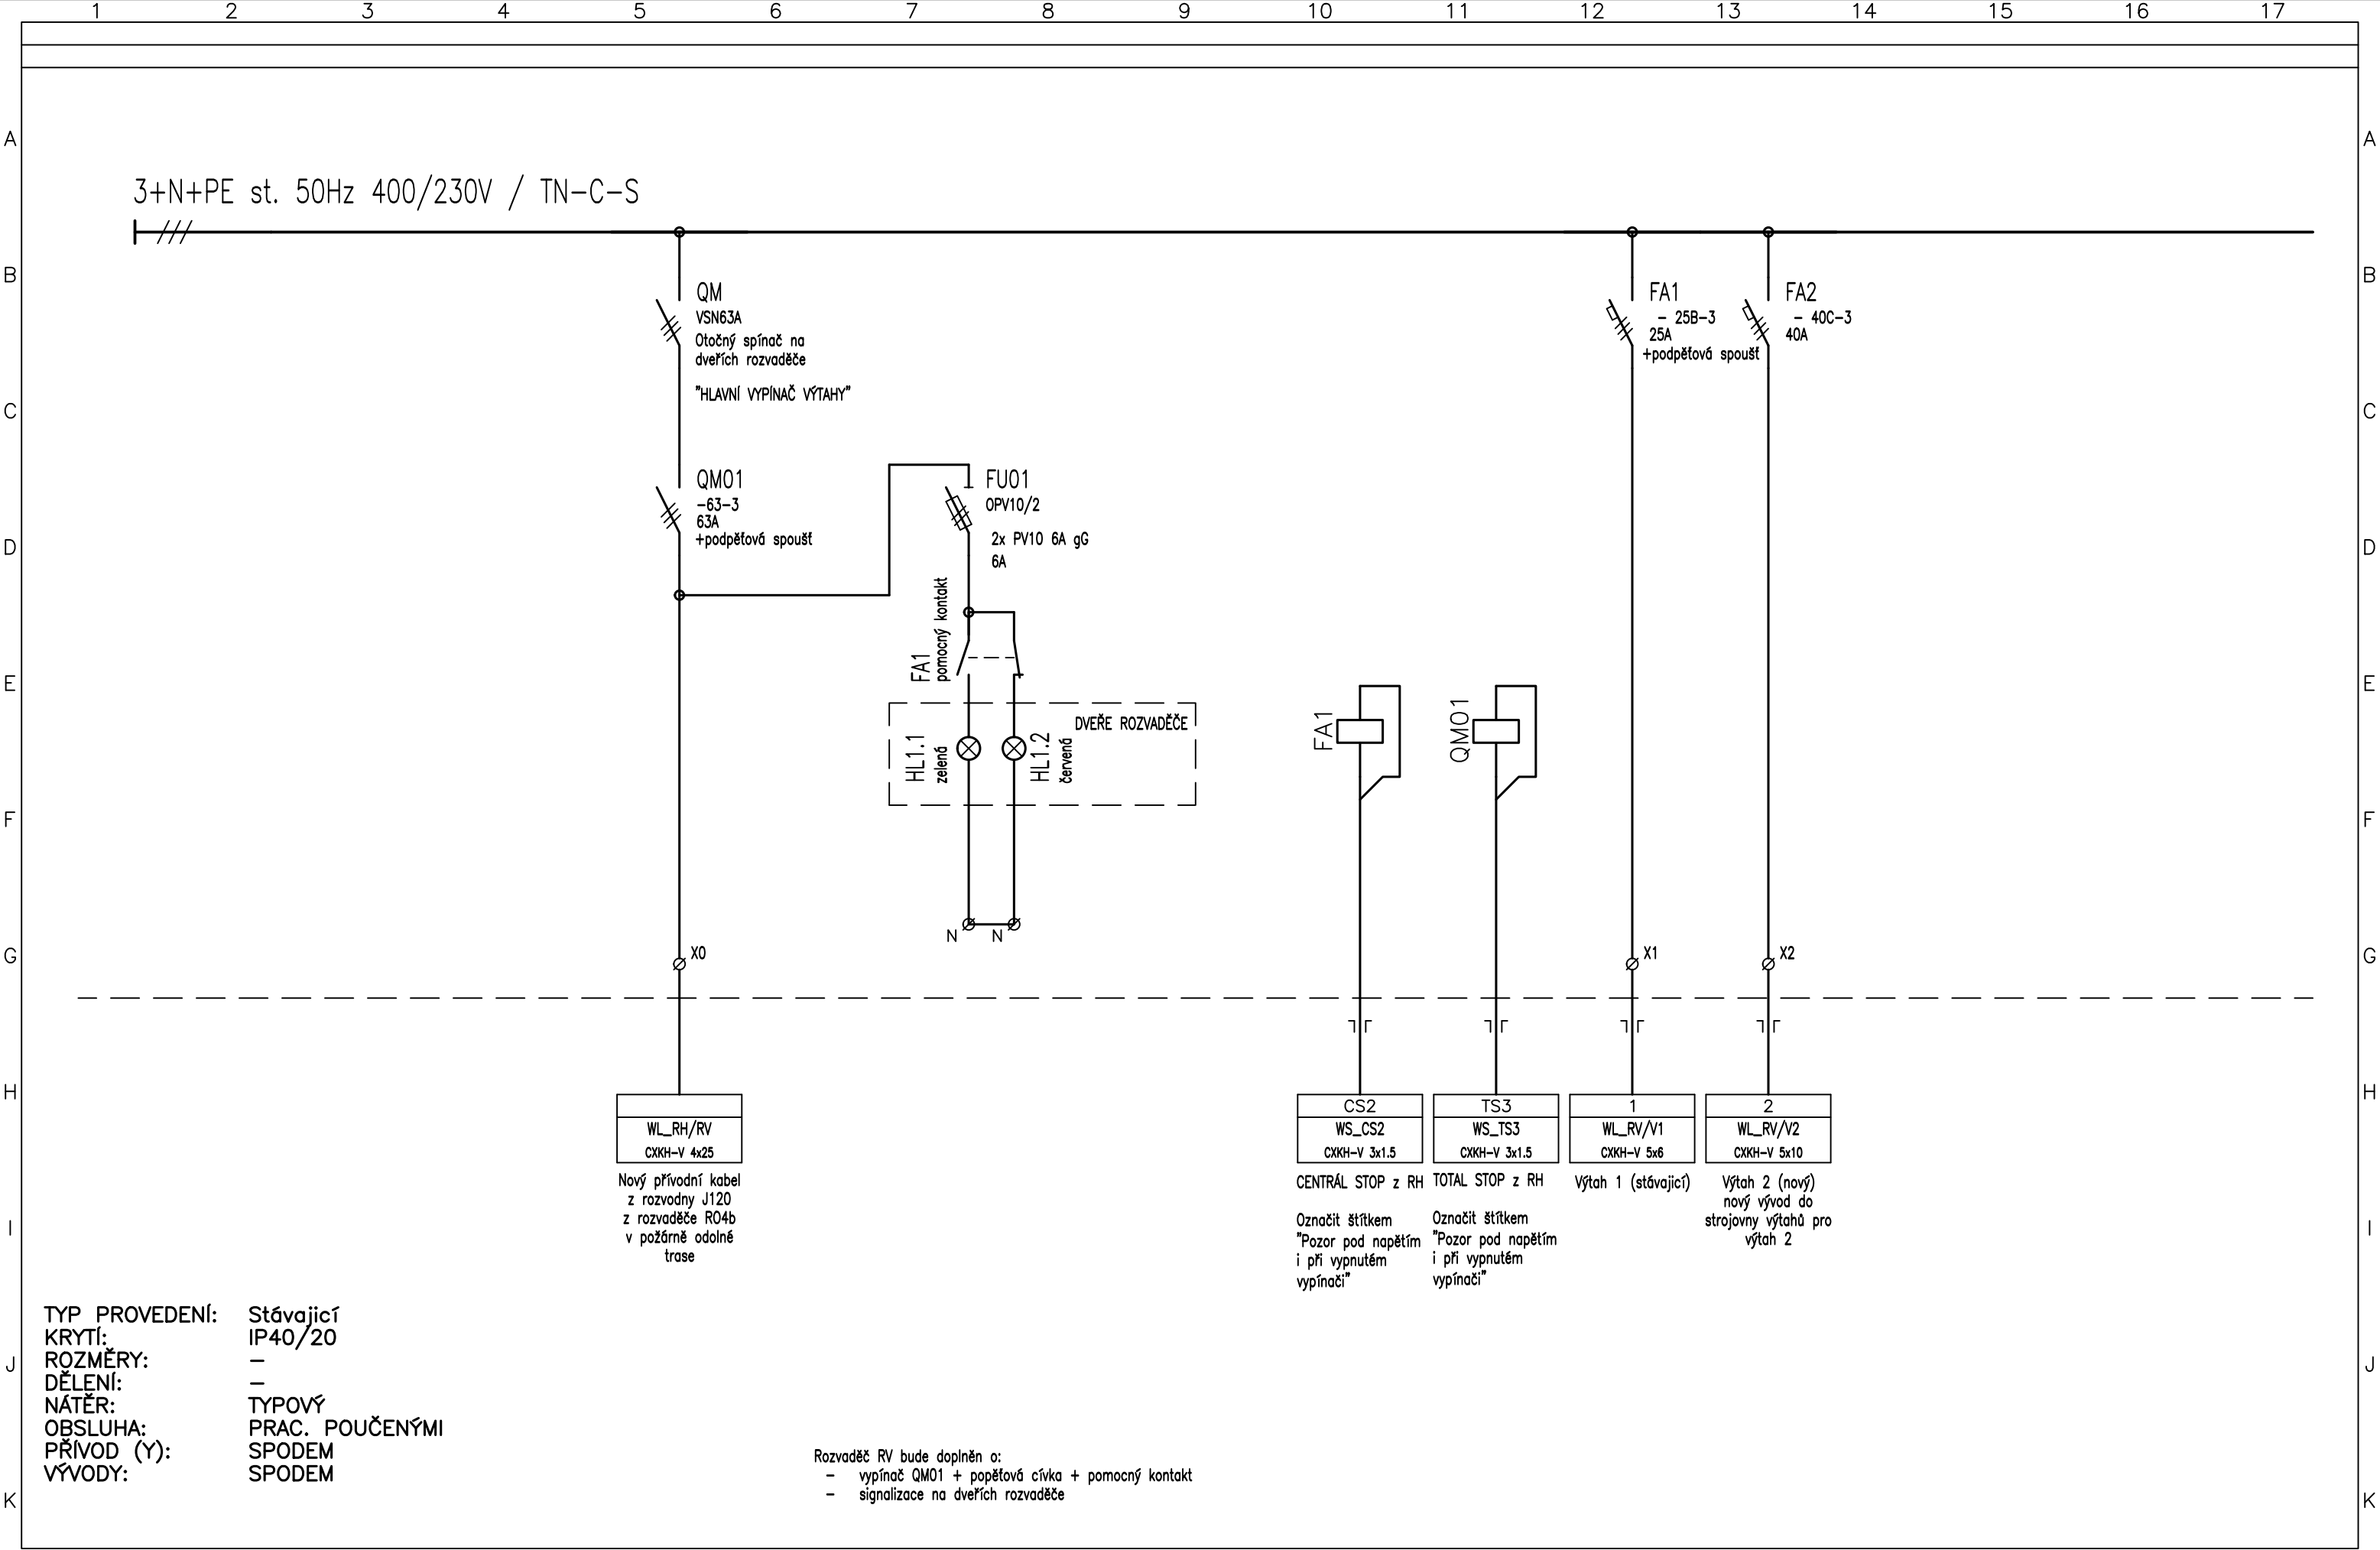 1 2 3 4 5 6 7 8 9 10 11 12 13 14 15 16 17
A A
3+N+PE st. 50Hz 400/230V / TN-C-S
B B
QM
VSN63A
Otočný spínač na
dveřích rozvaděče
"HLAVNÍ VYPÍNAČ VÝTAHY"
FA1
- 25B-3
25A
+podpěťová spoušť
FA2
- 40C-3
40A
C C
QM01
-63-3
63A
+podpěťová spoušť
FU01
OPV10/2
2x PV10 6A gG
6A
D D
FA1
pomocný kontakt
E E
DVEŘE ROZVADĚČE
HL1.1
zelená
HL1.2
červená
FA1
QM01
F F
N N
G G
X0
X1
X2
H H
WL_RH/RV
CXKH-V 4x25
Nový přívodní kabel
z rozvodny J120
z rozvaděče R04b
v požárně odolné
trase
CS2
WS_CS2
CXKH-V 3x1.5
CENTRÁL STOP z RH
Označit štítkem
"Pozor pod napětím
i při vypnutém
vypínači"
TS3
WS_TS3
CXKH-V 3x1.5
TOTAL STOP z RH
Označit štítkem
"Pozor pod napětím
i při vypnutém
vypínači"
1
WL_RV/V1
CXKH-V 5x6
Výtah 1 (stávajicí)
2
WL_RV/V2
CXKH-V 5x10
Výtah 2 (nový)
nový vývod do
strojovny výtahů pro
výtah 2
I I
TYP PROVEDENÍ: Stávajicí
KRYTÍ: IP40/20
ROZMĚRY: -
DĚLENÍ: -
NÁTĚR: TYPOVÝ
OBSLUHA: PRAC. POUČENÝMI
PŘÍVOD (Y): SPODEM
VÝVODY: SPODEM
J J
Rozvaděč RV bude doplněn o:
- vypínač QM01 + popěťová cívka + pomocný kontakt
- signalizace na dveřích rozvaděče
K K